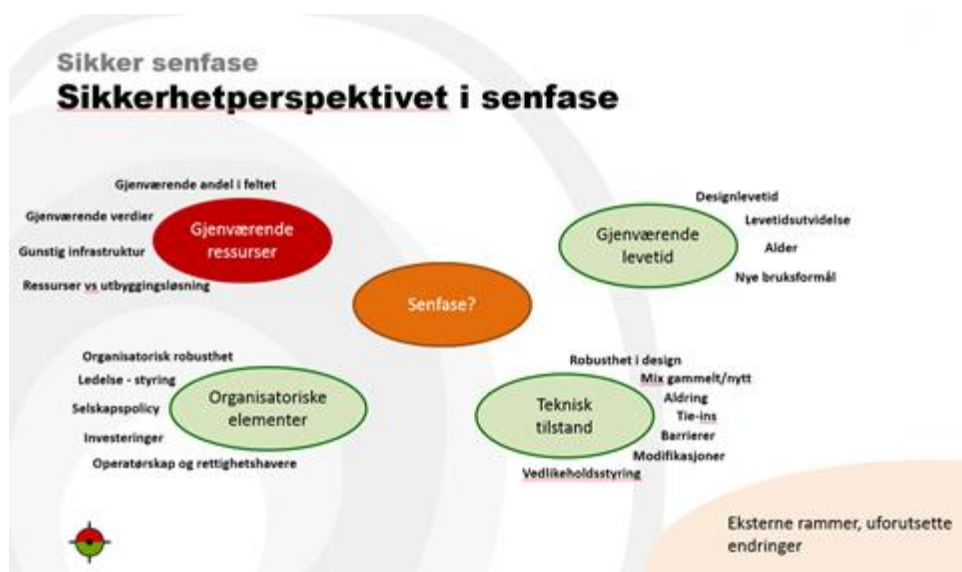 Sikker senfase
Sikkerhetperspektivet i senfase
Gjenværende andel i feltet
Gjenværende verdier
Gunstig infrastruktur
Ressurser vs utbyggingsløsning
Gjenværende
ressurser
Designlevetid
Levetidsutvidelse
Alder
Nye bruksformål
Gjenværende
levetid
Senfase?
Organisatorisk robusthet
Ledelse - styring
Selskapspolicy
Investeringer
Operatørskap og rettighetshavere
Organisatoriske
elementer
Robusthet i design
Mix gammelt/nytt
Aldring
Tie-ins
Barrierer
Modifikasjoner
Vedlikeholdsstyring
Teknisk
tilstand
Eksterne rammer, uforutsette
endringer